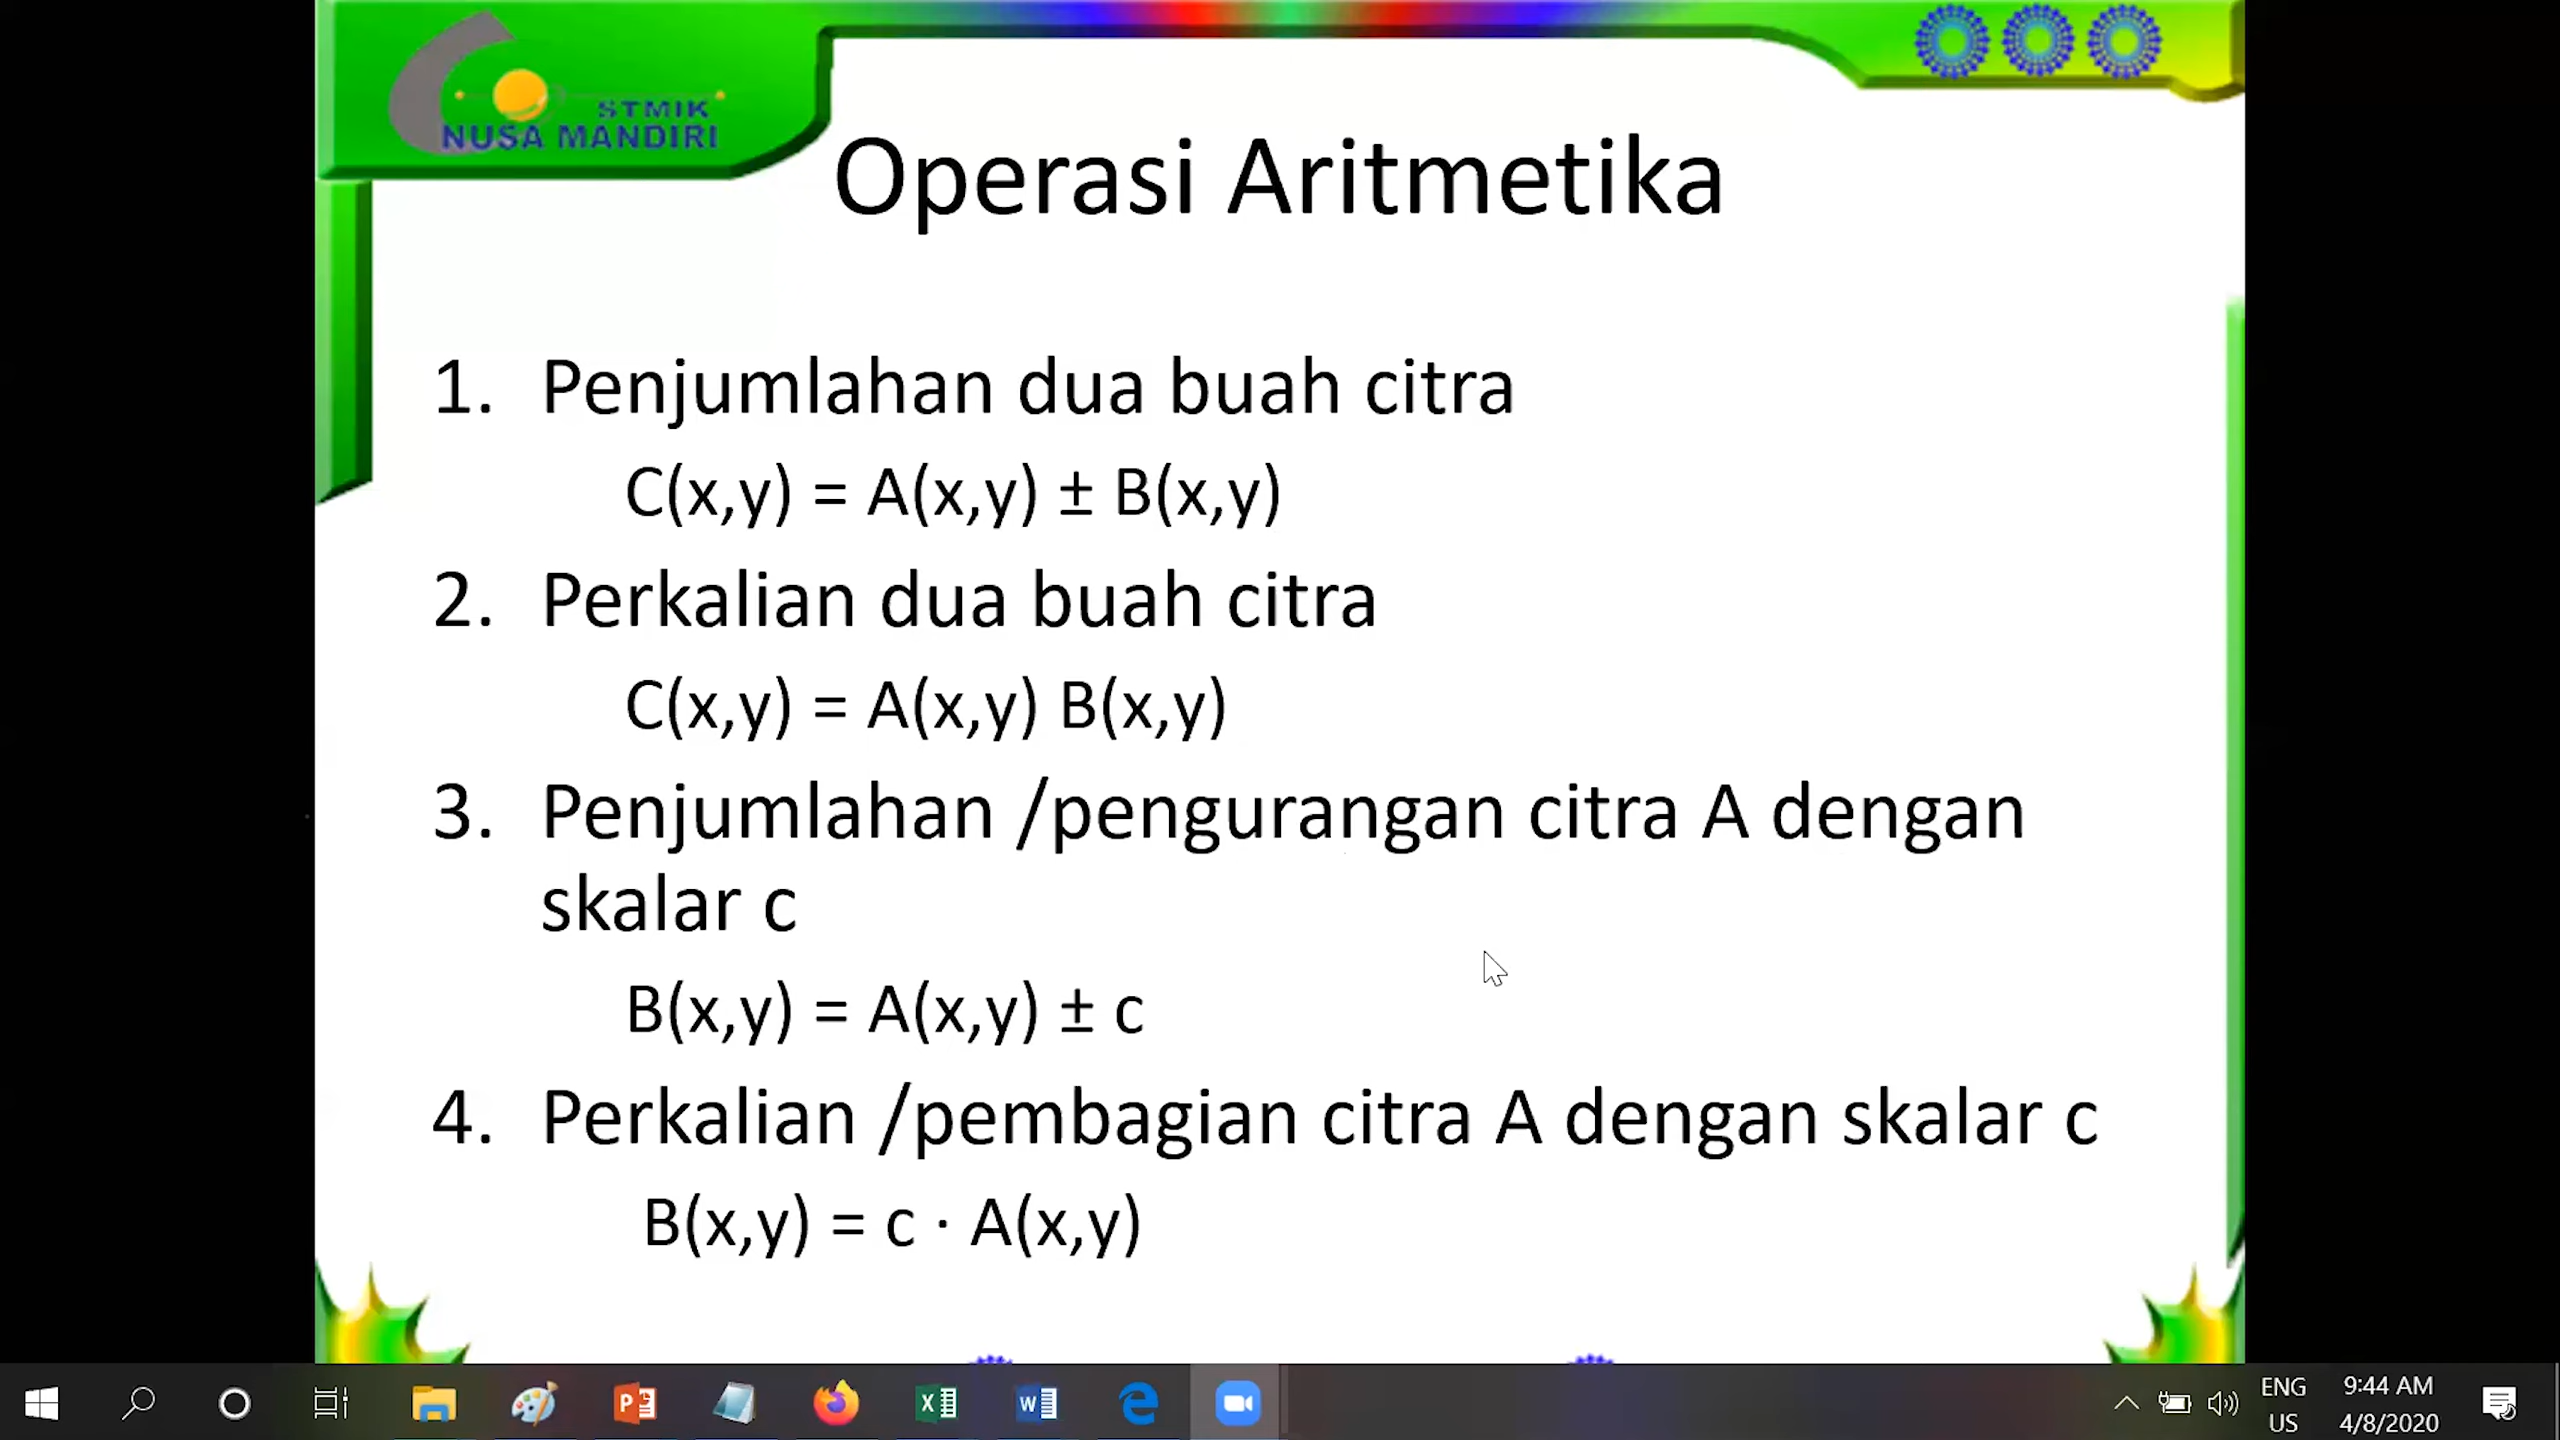 STMIK
NUSA MANDIRI
Operasi Aritmetika
1. Penjumlahan dua buah citra
C(x,y) = A(x,y) ± B(x,y)
2. Perkalian dua buah citra
C(x,y) = A(x,y) B(x,y)
3. Penjumlahan /pengurangan citra A dengan
skalar c
B(x,y) = A(x,y) ± c
4. Perkalian /pembagian citra A dengan skalar c
B(x,y) = c · A(x,y)
ENG
US
9:44 AM
4/8/2020